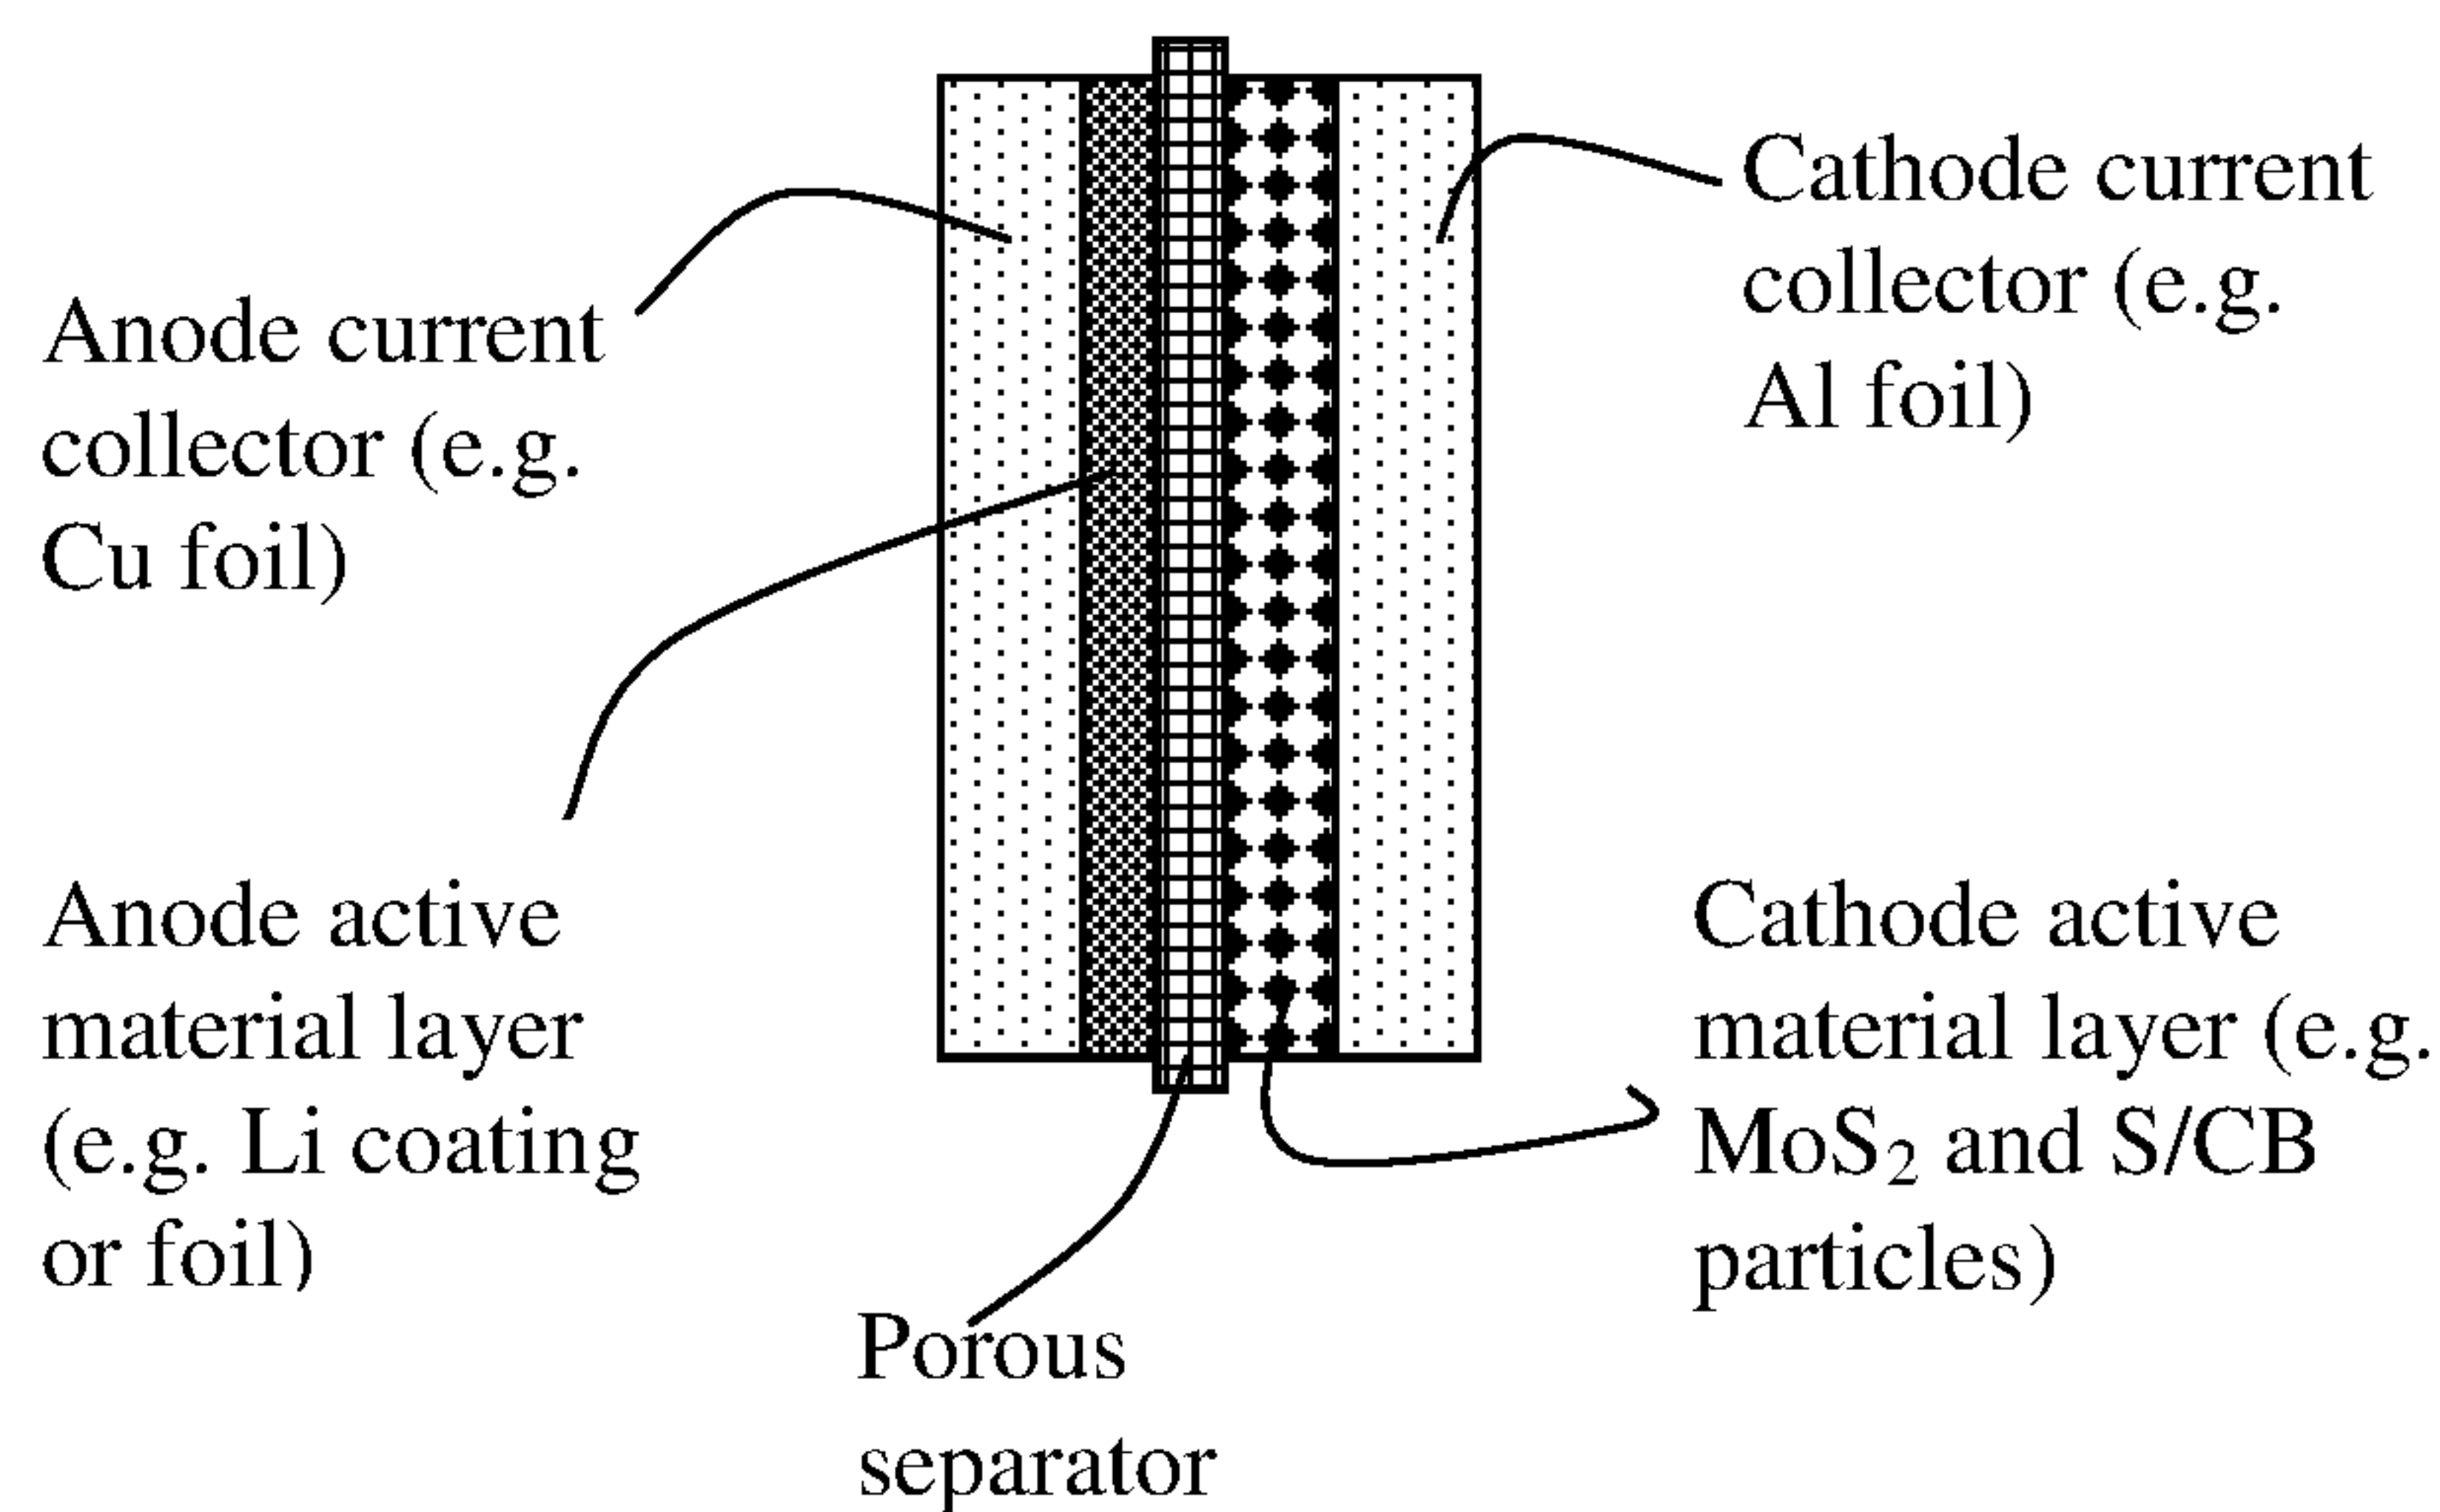 Anode current
collector (e.g.
Cu foil)
Anode active
material layer
(e.g. Li coating
or foil)
Porous
separator
Cathode current
collector (e.g.
Al foil)
Cathode active
material layer (e.g.
MoS₂ and S/CB
particles)